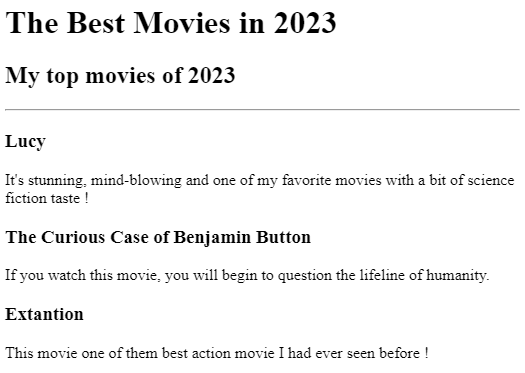 The Best Movies in 2023
My top movies of 2023
Lucy
It's stunning, mind-blowing and one of my favorite movies with a bit of science
fiction taste !
The Curious Case of Benjamin Button
If you watch this movie, you will begin to question the lifeline of humanity.
Extantion
This movie one of them best action movie I had ever seen before !